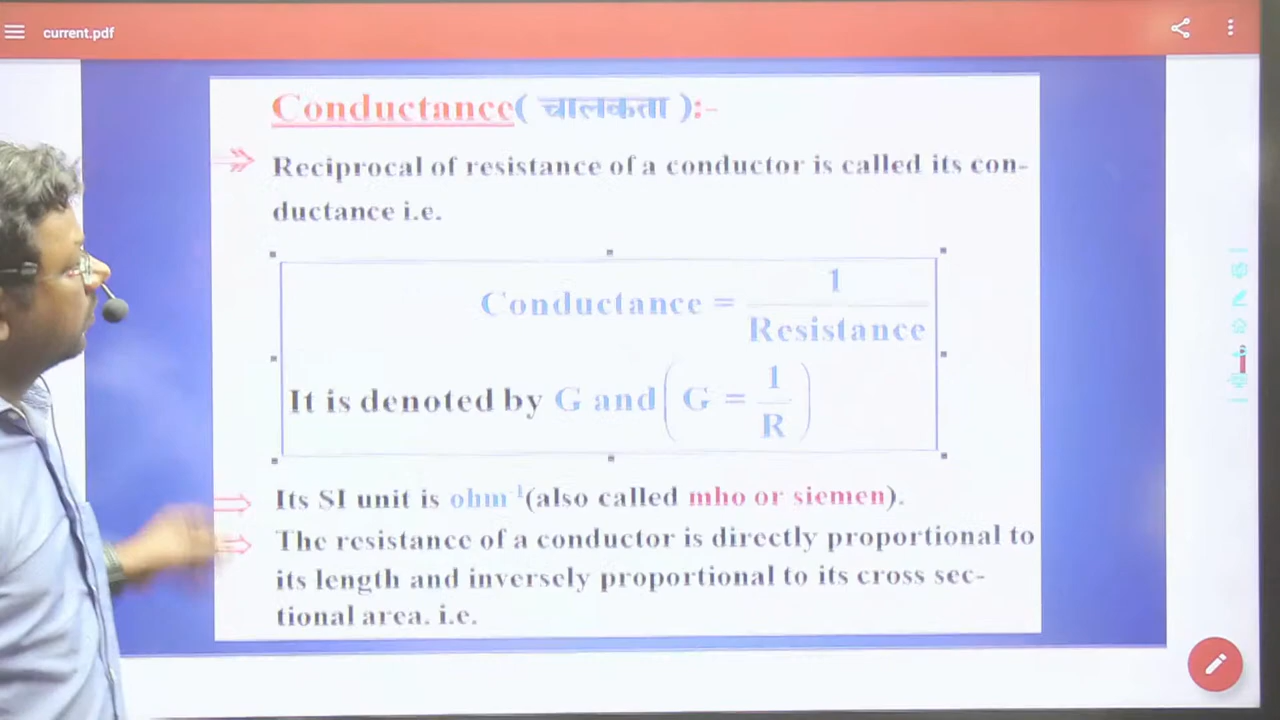 current.pdf
Conductance( चालकता ):-
Reciprocal of resistance of a conductor is called its con-
ductance i.e.
Conductance = 1/Resistance
It is denoted by G and ( G = 1/R )
Its SI unit is ohm⁻¹(also called mho or siemen).
The resistance of a conductor is directly proportional to
its length and inversely proportional to its cross sec-
tional area. i.e.